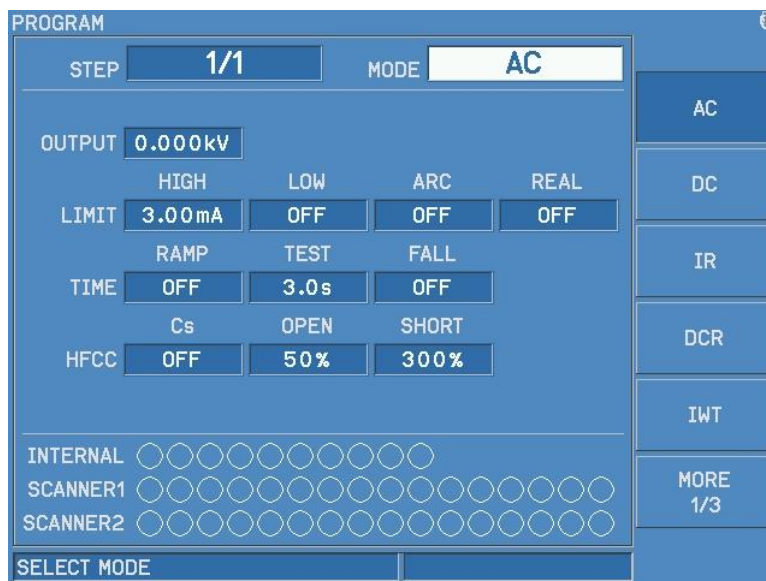 PROGRAM
STEP 1/1 MODE AC
OUTPUT 0.000kV
HIGH LOW ARC REAL
LIMIT 3.00mA OFF OFF OFF
RAMP TEST FALL
TIME OFF 3.0s OFF
Cs OPEN SHORT
HFCC OFF 50% 300%
INTERNAL
SCANNER1
SCANNER2
SELECT MODE
AC
DC
IR
DCR
IWT
MORE
1/3